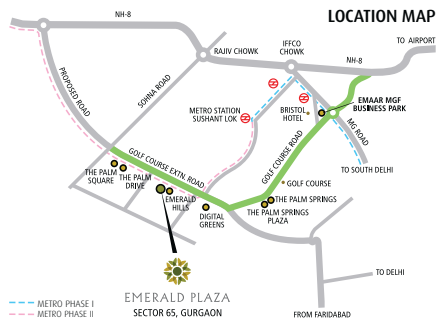 LOCATION MAP
NH-8
IFFCO
CHOWK
RAJIV CHOWK
NH-8
TO AIRPORT
PROPOSED ROAD
SOHNA ROAD
METRO STATION
SUSHANT LOK
BRISTOL
HOTEL
EMAAR MGF
BUSINESS PARK
MG ROAD
GOLF COURSE ROAD
TO SOUTH DELHI
GOLF COURSE EXTN. ROAD
THE PALM
SQUARE
THE PALM
DRIVE
EMERALD
HILLS
DIGITAL
GREENS
GOLF COURSE
THE PALM SPRINGS
THE PALM SPRINGS
PLAZA
TO DELHI
EMERALD PLAZA
SECTOR 65, GURGAON
METRO PHASE I
METRO PHASE II
FROM FARIDABAD